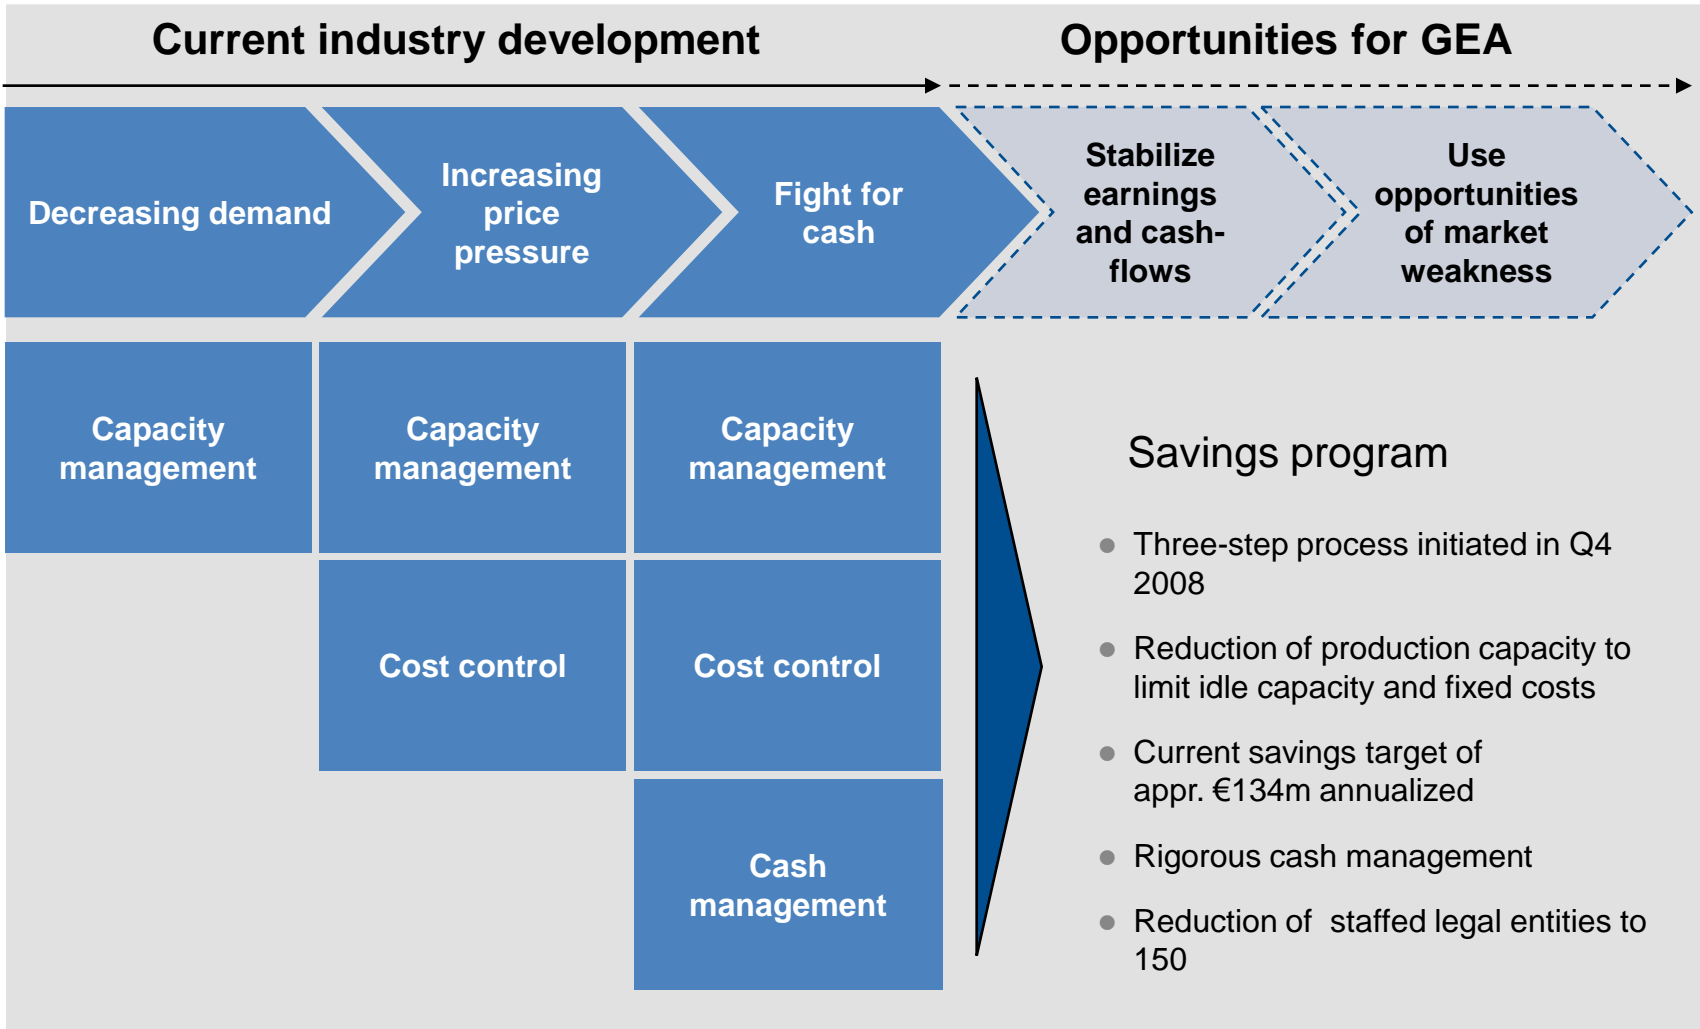 Current industry development
Opportunities for GEA
Decreasing demand
Increasing
price
pressure
Fight for
cash
Stabilize
earnings
and cash-
flows
Use
opportunities
of market
weakness
Capacity
management
Capacity
management
Capacity
management
Cost control
Cost control
Cash
management
Savings program
Three-step process initiated in Q4
2008
Reduction of production capacity to
limit idle capacity and fixed costs
Current savings target of
appr. €134m annualized
Rigorous cash management
Reduction of staffed legal entities to
150